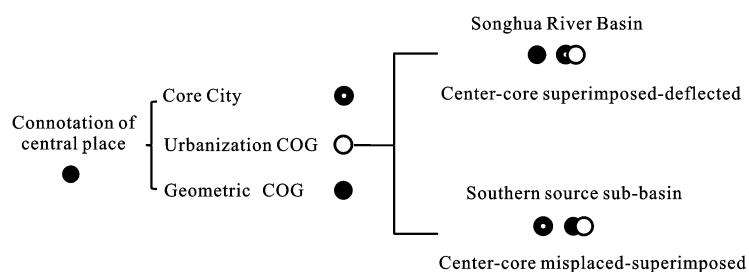 Connotation of
central place
Core City
Urbanization COG
Geometric COG
Songhua River Basin
Center-core superimposed-deflected
Southern source sub-basin
Center-core misplaced-superimposed